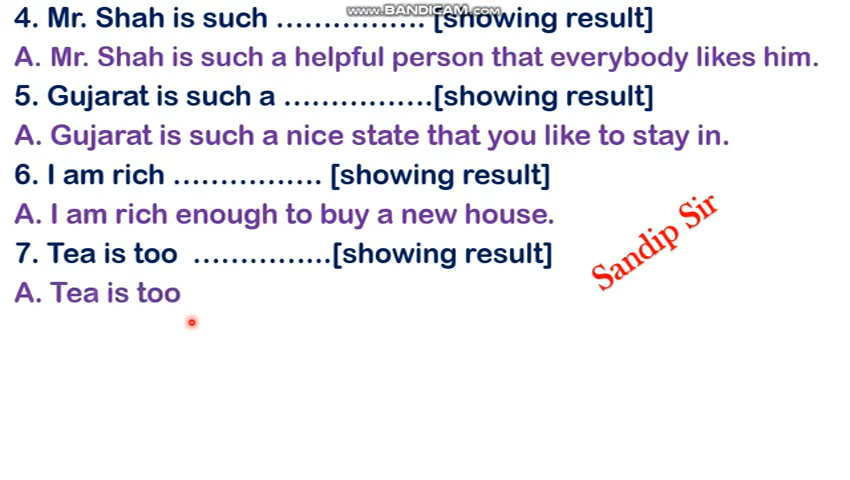 www.BANDICAM.com
4. Mr. Shah is such ................ [showing result]
A. Mr. Shah is such a helpful person that everybody likes him.
5. Gujarat is such a ................[showing result]
A. Gujarat is such a nice state that you like to stay in.
6. I am rich ................ [showing result]
A. I am rich enough to buy a new house.
7. Tea is too ...............[showing result]
A. Tea is too
Sandip Sir